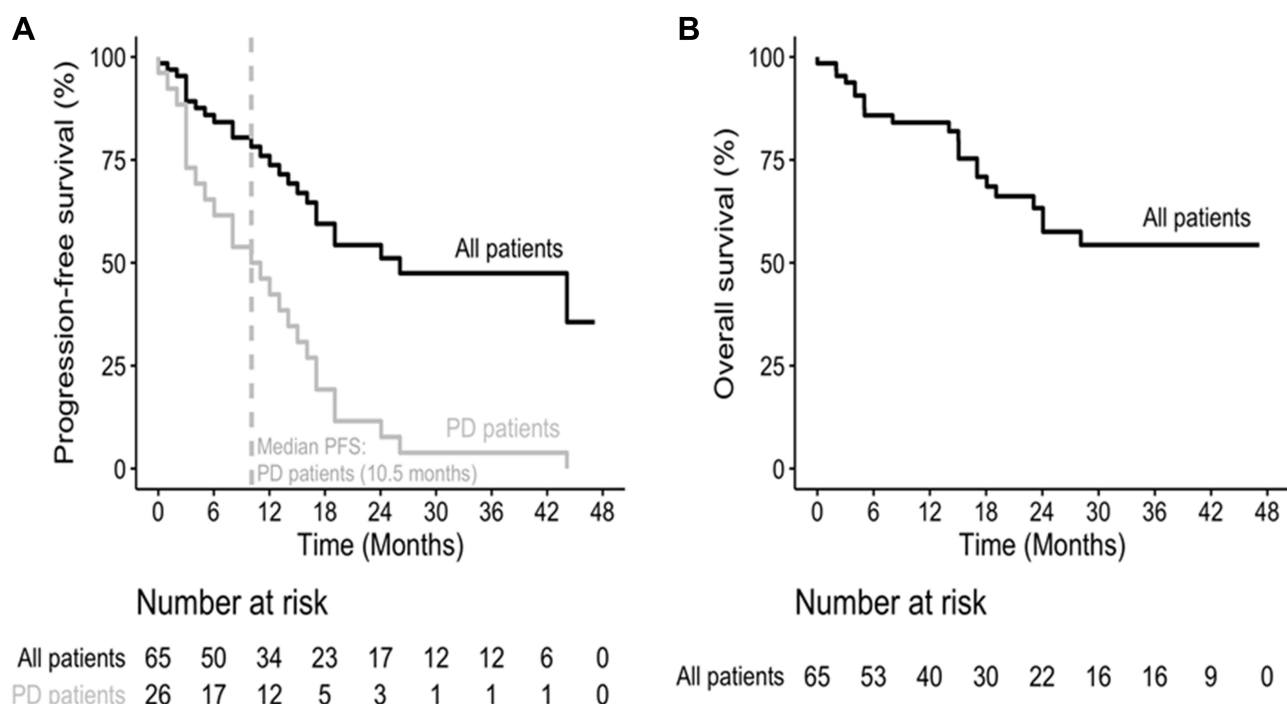 A
Progression-free survival (%)
100
75
50
25
0
All patients
PD patients
Median PFS:
PD patients (10.5 months)
0 6 12 18 24 30 36 42 48
Time (Months)
Number at risk
All patients 65 50 34 23 17 12 12 6 0
PD patients 26 17 12 5 3 1 1 1 0
B
Overall survival (%)
100
75
50
25
0
All patients
0 6 12 18 24 30 36 42 48
Time (Months)
Number at risk
All patients 65 53 40 30 22 16 16 9 0